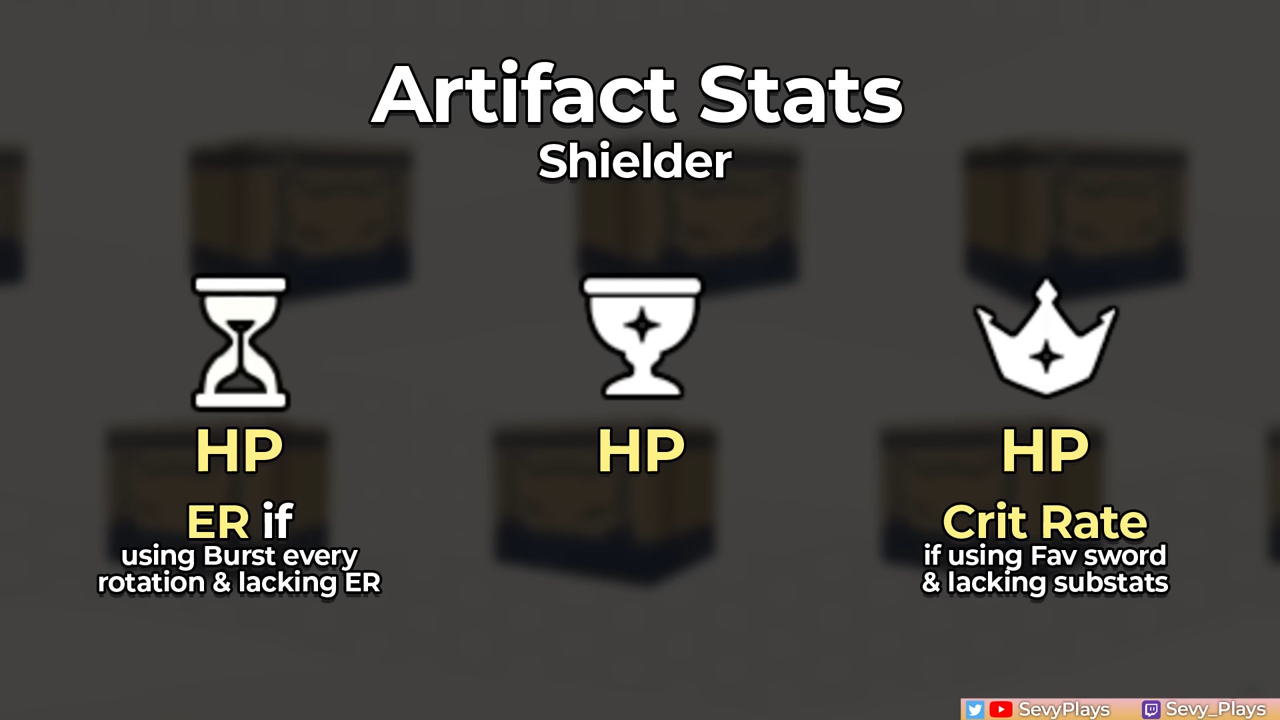 Artifact Stats
Shielder
HP
ER if
using Burst every
rotation & lacking ER
HP
HP
Crit Rate
if using Fav sword
& lacking substats
SevyPlays
Sevy_Plays